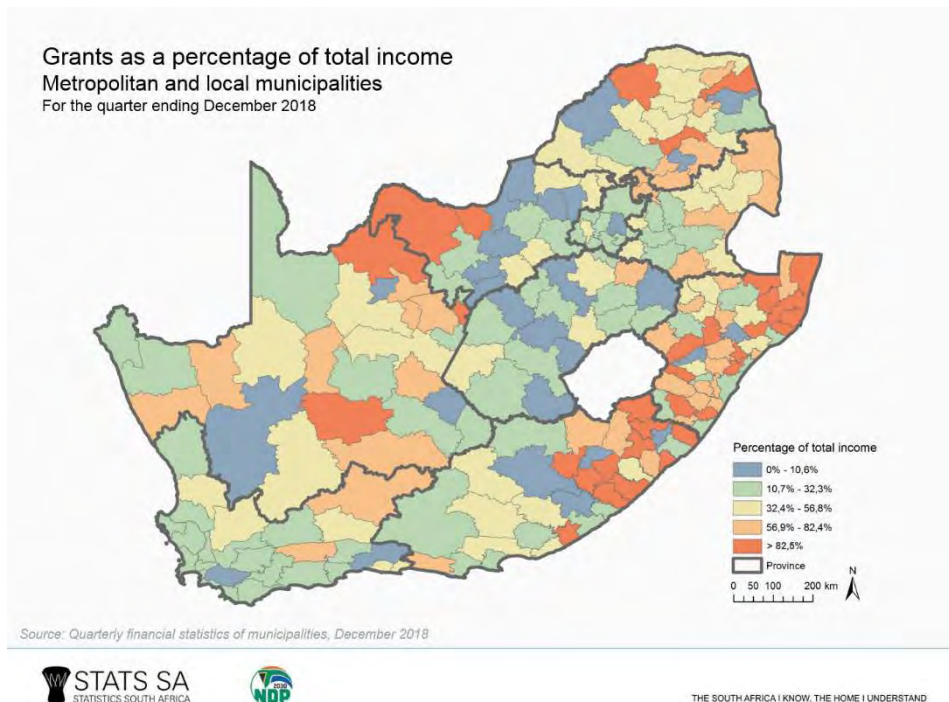 Grants as a percentage of total income
Metropolitan and local municipalities
For the quarter ending December 2018
Percentage of total income
0% - 10,6%
10,7% - 32,3%
32,4% - 56,8%
56,9% - 82,4%
> 82,5%
Province
0 50 100 200 km
N
Source: Quarterly financial statistics of municipalities, December 2018
STATS SA
STATISTICS SOUTH AFRICA
2030
NDP
THE SOUTH AFRICA I KNOW, THE HOME I UNDERSTAND